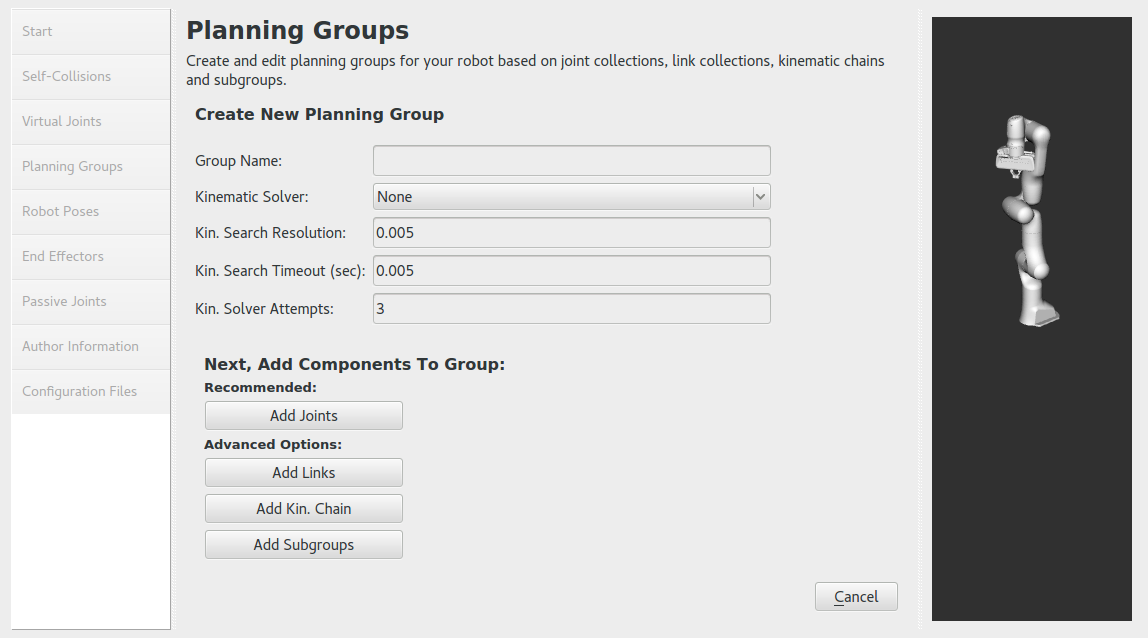 Start
Self-Collisions
Virtual Joints
Planning Groups
Robot Poses
End Effectors
Passive Joints
Author Information
Configuration Files
Planning Groups
Create and edit planning groups for your robot based on joint collections, link collections, kinematic chains
and subgroups.
Create New Planning Group
Group Name:
Kinematic Solver: None
Kin. Search Resolution: 0.005
Kin. Search Timeout (sec): 0.005
Kin. Solver Attempts: 3
Next, Add Components To Group:
Recommended:
Add Joints
Advanced Options:
Add Links
Add Kin. Chain
Add Subgroups
Cancel